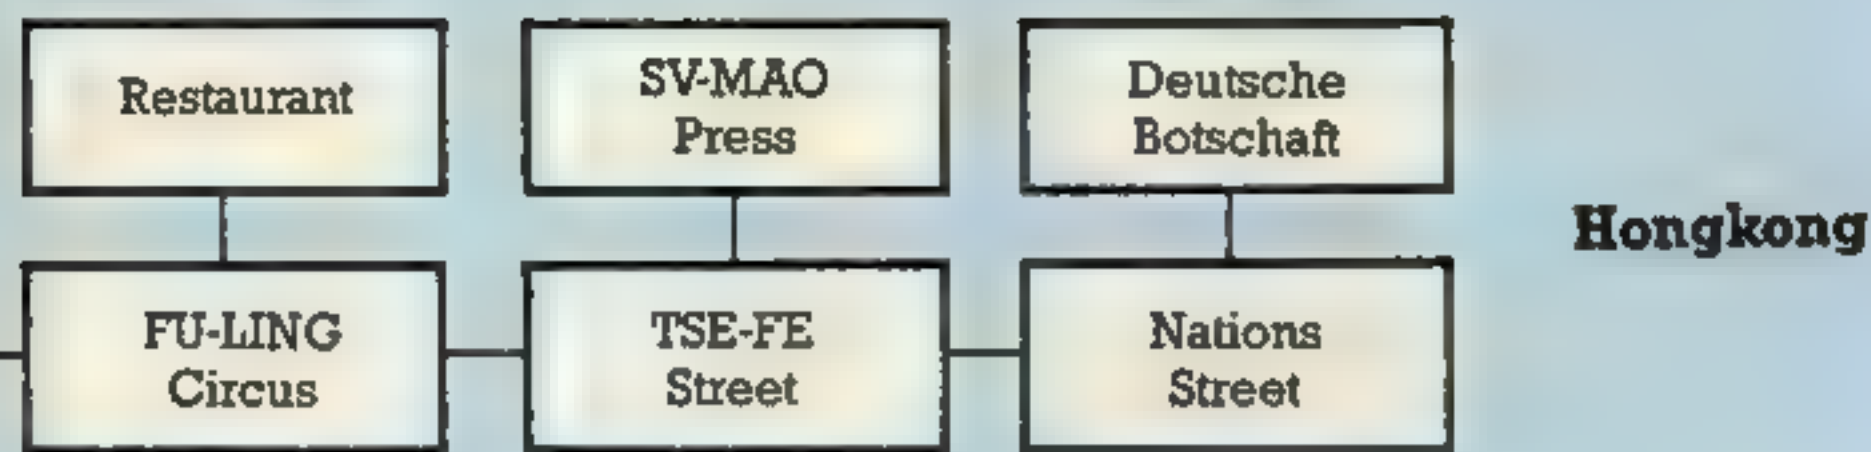 Restaurant
SV-MAO
Press
Deutsche
Botschaft
Hongkong
FU-LING
Circus
TSE-FE
Street
Nations
Street